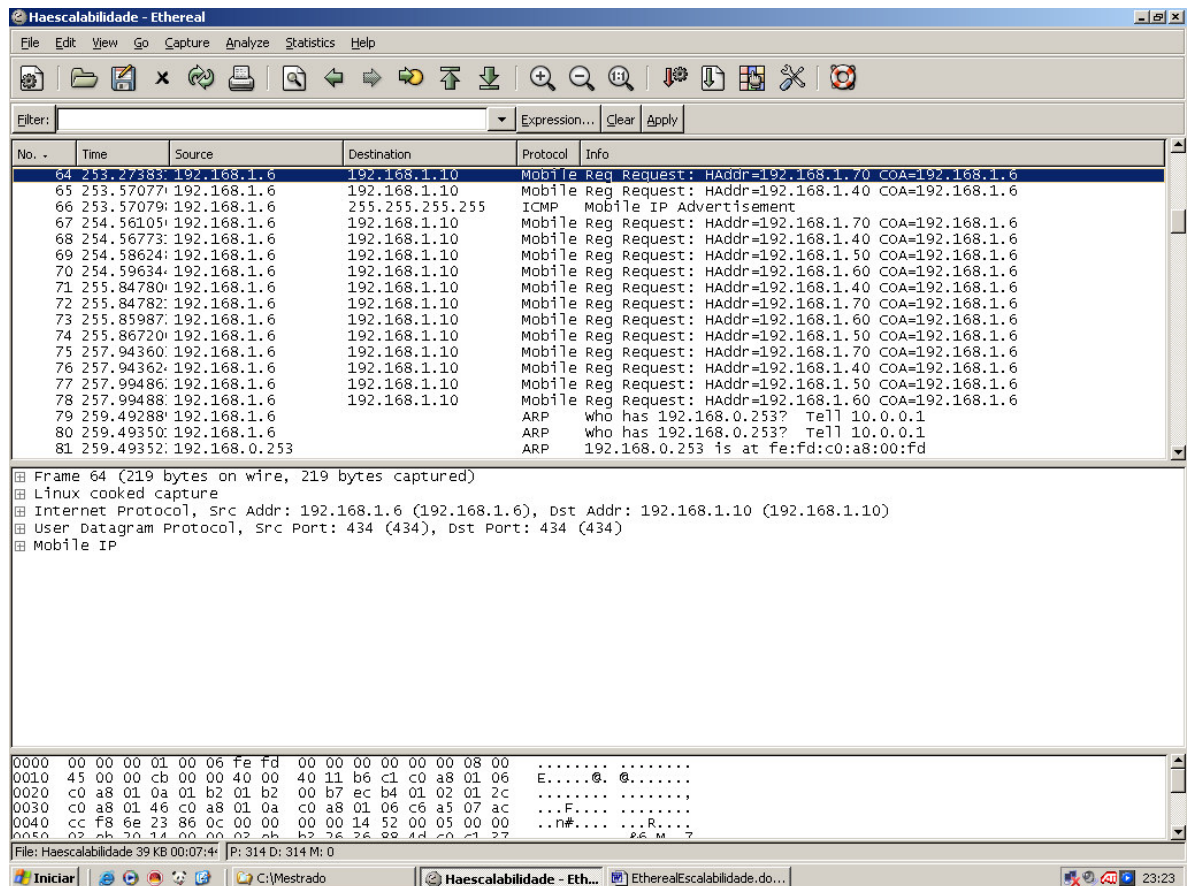 Haescalabilidade - Ethereal
File Edit View Go Capture Analyze Statistics Help
Filter: Expression... Clear Apply
No. Time Source Destination Protocol Info
64 253.27383 192.168.1.6 192.168.1.10 Mobile Reg Request: HAddr=192.168.1.70 COA=192.168.1.6
65 253.57077 192.168.1.6 192.168.1.10 Mobile Reg Request: HAddr=192.168.1.40 COA=192.168.1.6
66 253.57079 192.168.1.6 255.255.255.255 ICMP Mobile IP Advertisement
67 254.56105 192.168.1.6 192.168.1.10 Mobile Reg Request: HAddr=192.168.1.70 COA=192.168.1.6
68 254.56773 192.168.1.6 192.168.1.10 Mobile Reg Request: HAddr=192.168.1.40 COA=192.168.1.6
69 254.58624 192.168.1.6 192.168.1.10 Mobile Reg Request: HAddr=192.168.1.50 COA=192.168.1.6
70 254.59634 192.168.1.6 192.168.1.10 Mobile Reg Request: HAddr=192.168.1.60 COA=192.168.1.6
71 255.84780 192.168.1.6 192.168.1.10 Mobile Reg Request: HAddr=192.168.1.40 COA=192.168.1.6
72 255.84782 192.168.1.6 192.168.1.10 Mobile Reg Request: HAddr=192.168.1.70 COA=192.168.1.6
73 255.85987 192.168.1.6 192.168.1.10 Mobile Reg Request: HAddr=192.168.1.60 COA=192.168.1.6
74 255.86720 192.168.1.6 192.168.1.10 Mobile Reg Request: HAddr=192.168.1.50 COA=192.168.1.6
75 257.94360 192.168.1.6 192.168.1.10 Mobile Reg Request: HAddr=192.168.1.70 COA=192.168.1.6
76 257.94362 192.168.1.6 192.168.1.10 Mobile Reg Request: HAddr=192.168.1.40 COA=192.168.1.6
77 257.99486 192.168.1.6 192.168.1.10 Mobile Reg Request: HAddr=192.168.1.50 COA=192.168.1.6
78 257.99488 192.168.1.6 192.168.1.10 Mobile Reg Request: HAddr=192.168.1.60 COA=192.168.1.6
79 259.49288 192.168.1.6 ARP who has 192.168.0.253? Tell 10.0.0.1
80 259.49350 192.168.1.6 ARP who has 192.168.0.253? Tell 10.0.0.1
81 259.49352 192.168.0.253 ARP 192.168.0.253 is at fe:fd:c0:a8:00:fd
Frame 64 (219 bytes on wire, 219 bytes captured)
Linux cooked capture
Internet Protocol, Src Addr: 192.168.1.6 (192.168.1.6), Dst Addr: 192.168.1.10 (192.168.1.10)
User Datagram Protocol, Src Port: 434 (434), Dst Port: 434 (434)
Mobile IP
0000 00 00 00 01 00 06 fe fd 00 00 00 00 00 00 08 00 ........ ........
0010 45 00 00 cb 00 00 40 00 40 11 b6 c1 c0 a8 01 06 E.....@. @.......
0020 c0 a8 01 0a 01 b2 01 b2 00 b7 ec b4 01 02 01 2c ........ .......,
0030 c0 a8 01 46 c0 a8 01 0a c0 a8 01 06 c6 a5 07 ac ...F.... ........
0040 cc f8 6e 23 86 0c 00 00 00 00 14 52 00 05 00 00 ..n#.... ...R....
File: Haescalabilidade 39 KB 00:07:4 P: 314 D: 314 M: 0
Iniciar C:\Mestrado Haescalabilidade - Eth... EtherealEscalabilidade.do... 23:23